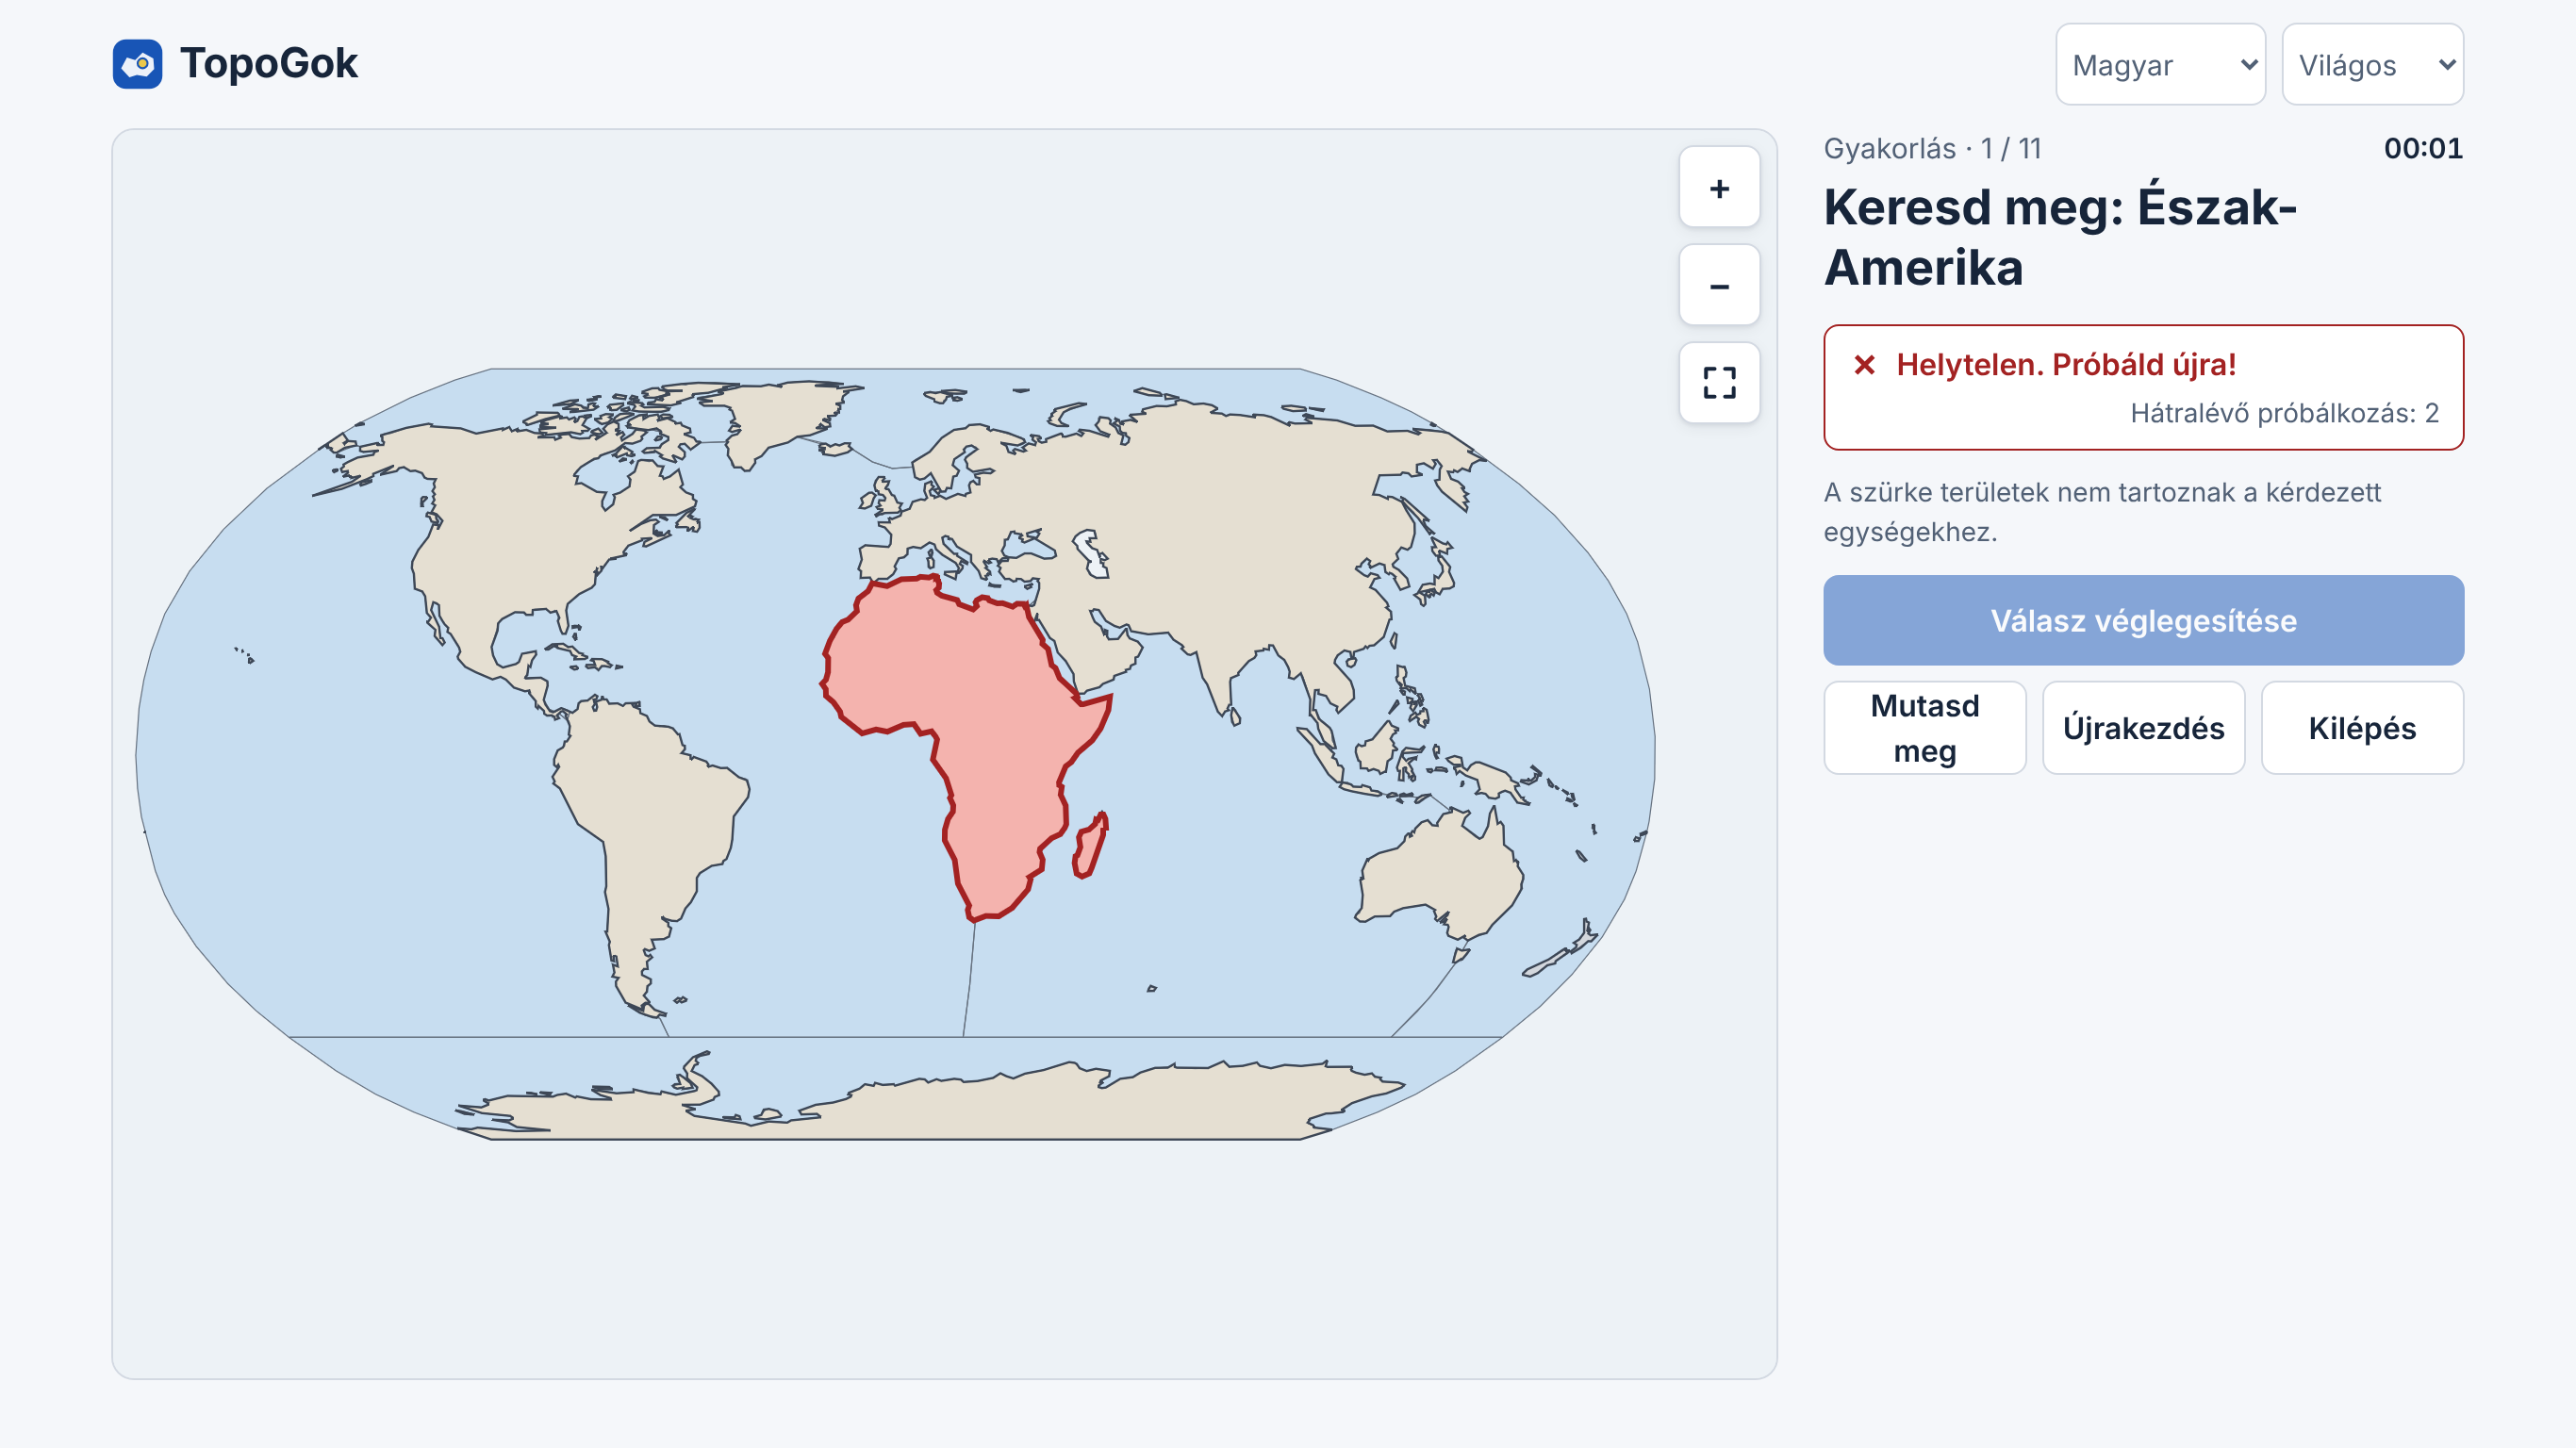 TopoGok
Magyar
Világos
+
−
Gyakorlás · 1 / 11
00:01
Keresd meg: Észak-
Amerika
× Helytelen. Próbáld újra!
Hátralévő próbálkozás: 2
A szürke területek nem tartoznak a kérdezett
egységekhez.
Válasz véglegesítése
Mutasd
meg
Újrakezdés
Kilépés